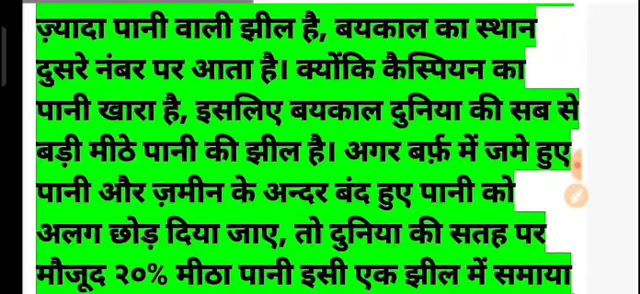 ज़्यादा पानी वाली झील है, बयकाल का स्थान
दुसरे नंबर पर आता है। क्योंकि कैस्पियन का
पानी खारा है, इसलिए बयकाल दुनिया की सब से
बड़ी मीठे पानी की झील है। अगर बर्फ़ में जमे हुए
पानी और ज़मीन के अन्दर बंद हुए पानी को
अलग छोड़ दिया जाए, तो दुनिया की सतह पर
मौजूद २०% मीठा पानी इसी एक झील में समाया